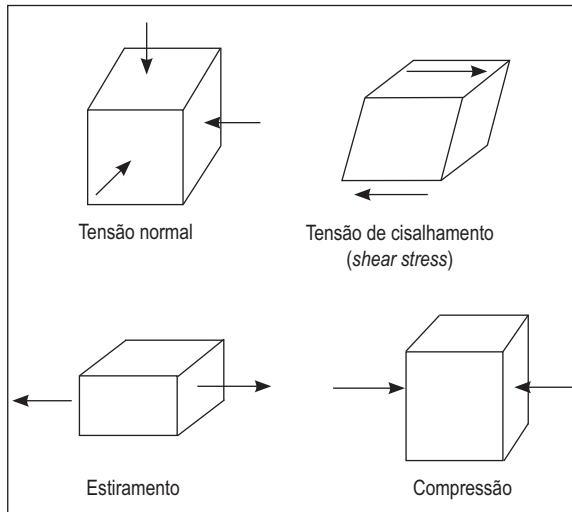 Tensão normal
Tensão de cisalhamento
(shear stress)
Estiramento
Compressão